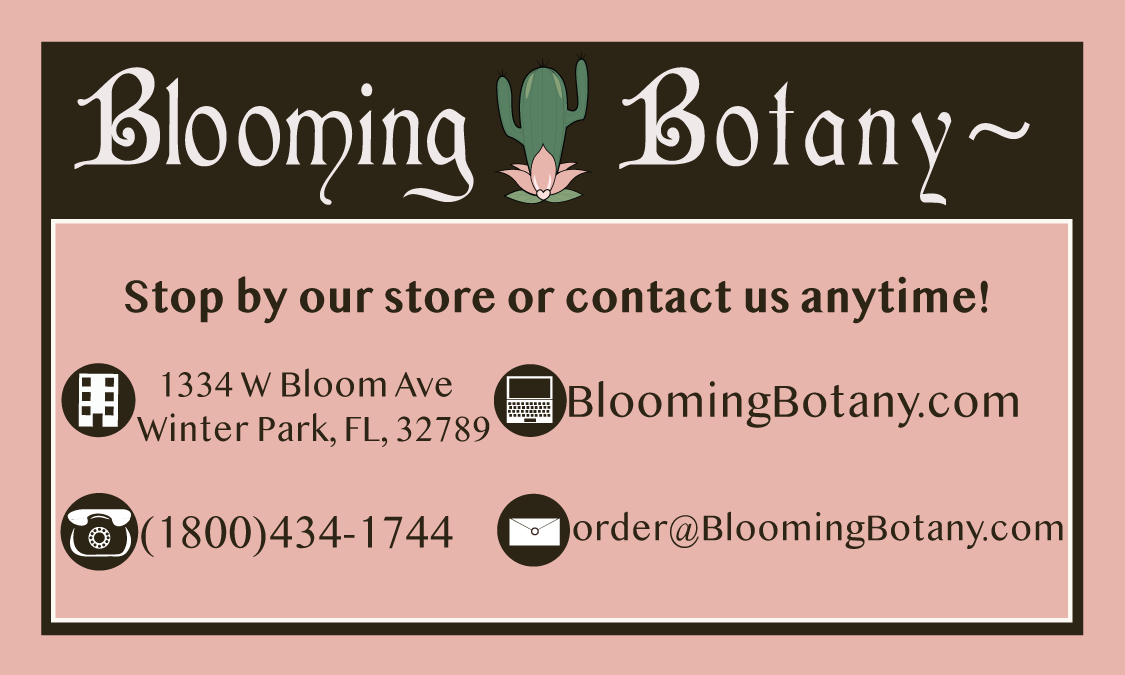 Blooming Botany~
Stop by our store or contact us anytime!
1334 W Bloom Ave
Winter Park, FL, 32789
BloomingBotany.com
(1800)434-1744
order@BloomingBotany.com